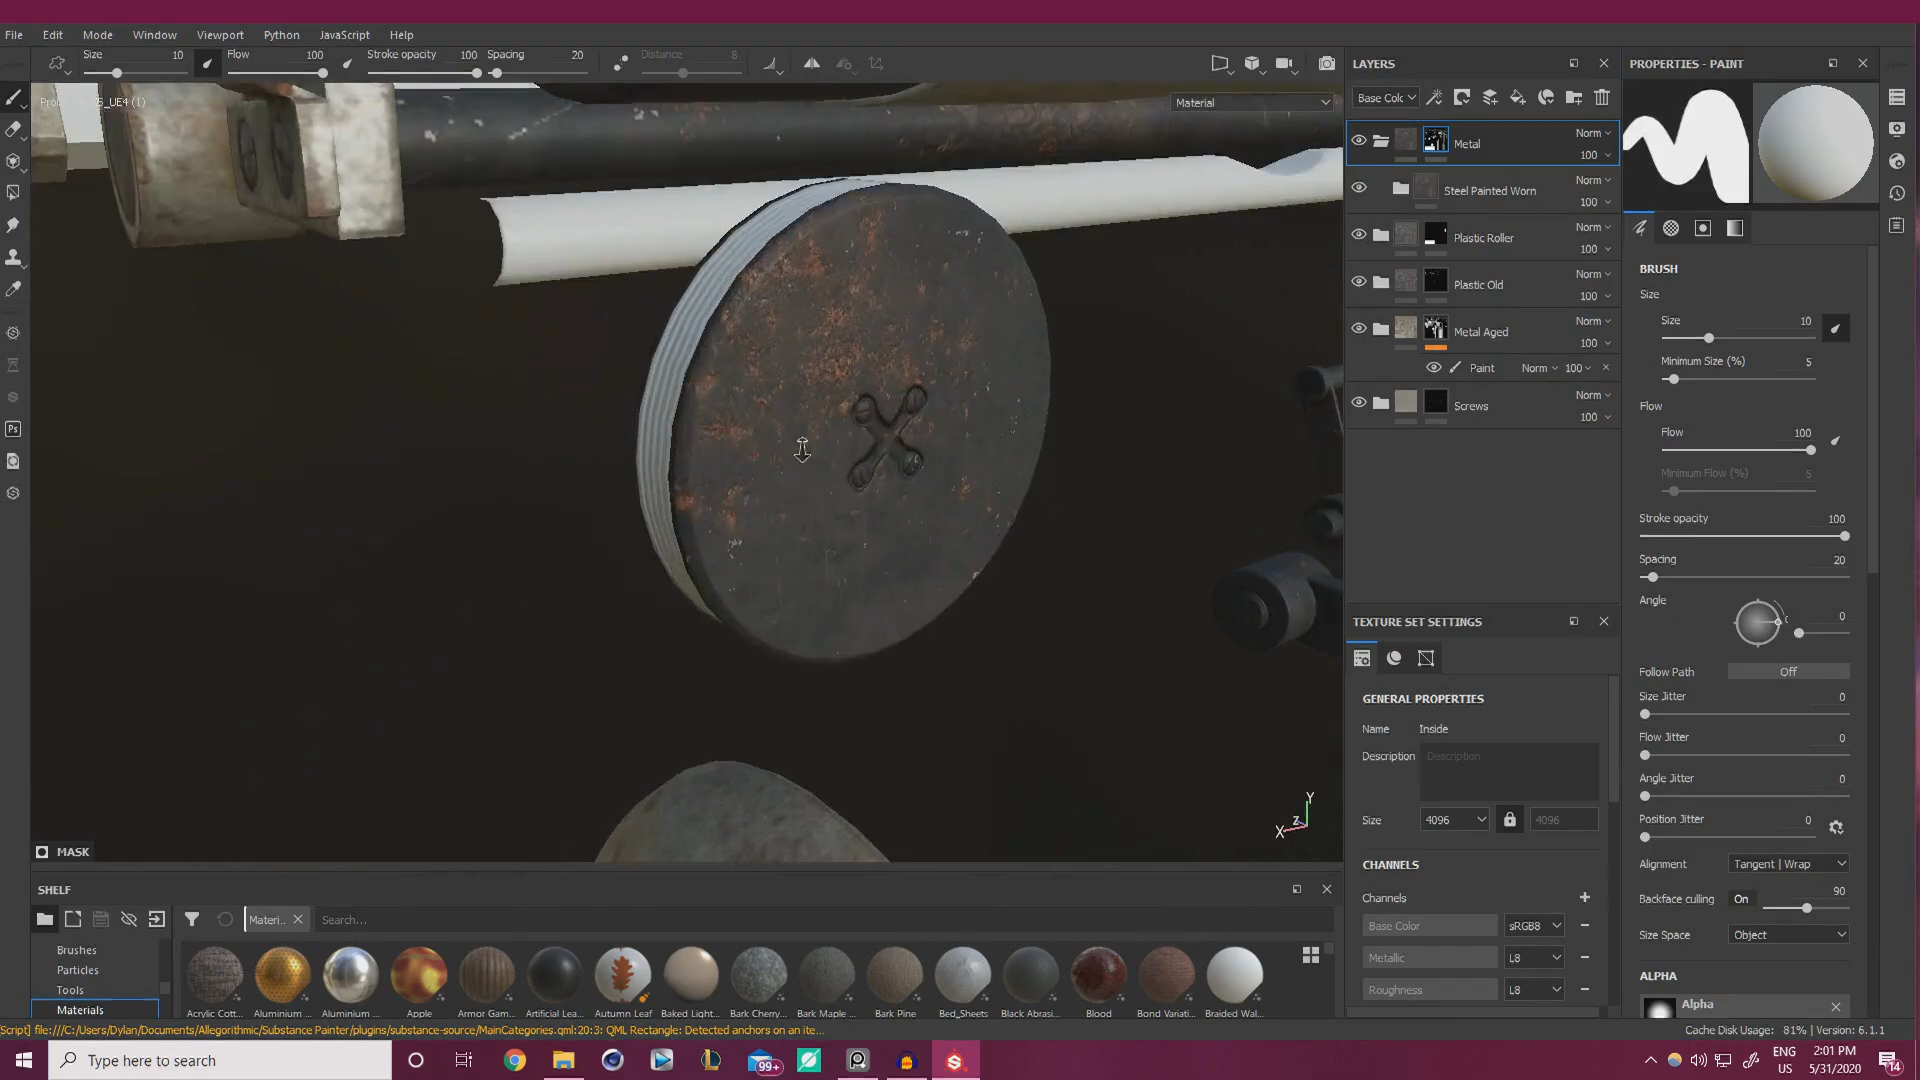 File Edit Mode Window Viewport Python JavaScript Help
Size 10 Flow 100 Stroke opacity 100 Spacing 20 Distance 8
Material
LAYERS
Base Colc
Metal Norm 100
Steel Painted Worn Norm 100
Plastic Roller Norm 100
Plastic Old Norm 100
Metal Aged Norm 100
Paint Norm 100
Screws Norm 100
PROPERTIES - PAINT
BRUSH
Size
Size 10
Minimum Size (%) 5
Flow
Flow 100
Minimum Flow (%) 5
Stroke opacity 100
Spacing 20
Angle 0
Follow Path Off
Size Jitter 0
Flow Jitter 0
Angle Jitter 0
Position Jitter 0
Alignment Tangent | Wrap
Backface culling On 90
Size Space Object
ALPHA
Alpha
TEXTURE SET SETTINGS
GENERAL PROPERTIES
Name Inside
Description Description
Size 4096 4096
CHANNELS
Channels
Base Color sRGB8
Metallic L8
Roughness L8
Y
Z
X
MASK
SHELF
Materi..
Search...
Brushes
Particles
Tools
Materials
Acrylic Cott... Aluminium ... Aluminium ... Apple Armor Gam... Artificial Lea... Autumn Leaf Baked Light... Bark Cherry... Bark Maple ... Bark Pine Bed_Sheets Black Abrasi... Blood Bond Variati... Braided Wal...
Script] file:///C:/Users/Dylan/Documents/Allegorithmic/Substance Painter/plugins/substance-source/MainCategories.qml:20:3: QML Rectangle: Detected anchors on an ite...
Cache Disk Usage: 81% | Version: 6.1.1
Type here to search
99+
ENG
US
2:01 PM
5/31/2020
14